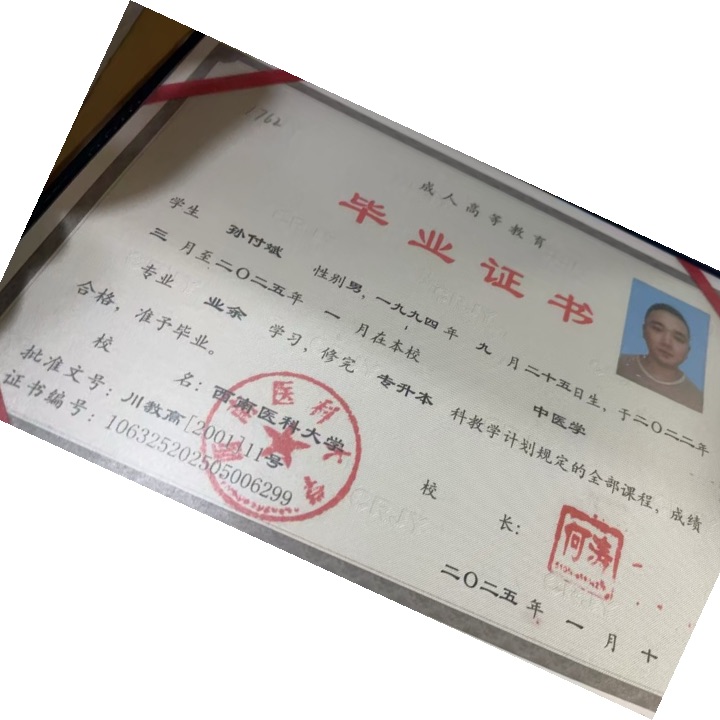 1762
成人高等教育
毕业证书
学生 孙付斌 性别男，一九九四年 九 月二十五日生，于二〇二二年
三 月至二〇二五年 一 月在本校 中医学
专业 业余 学习，修完 专升本 科教学计划规定的全部课程，成绩
合格，准予毕业。
校 名：西南医科大学
校 长：
批准文号：川教高[2001]11号
证书编号：106325202505006299
二〇二五年 一 月 十